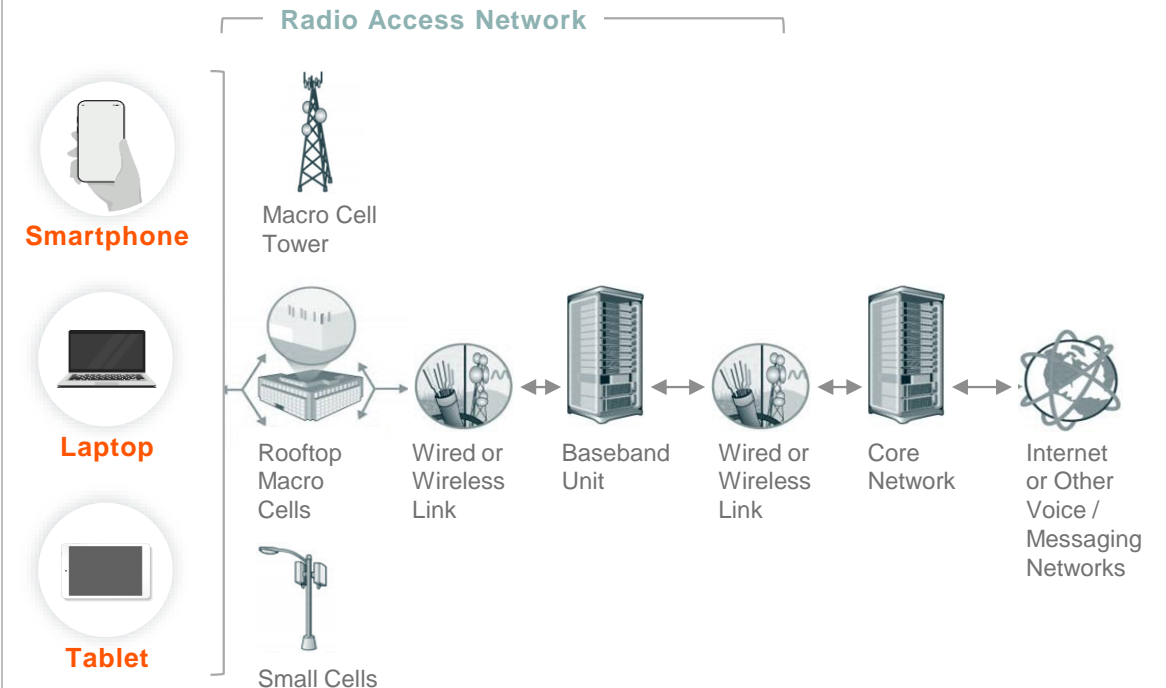 Radio Access Network
Smartphone
Laptop
Tablet
Macro Cell
Tower
Rooftop
Macro
Cells
Small Cells
Wired or
Wireless
Link
Baseband
Unit
Wired or
Wireless
Link
Core
Network
Internet
or Other
Voice /
Messaging
Networks